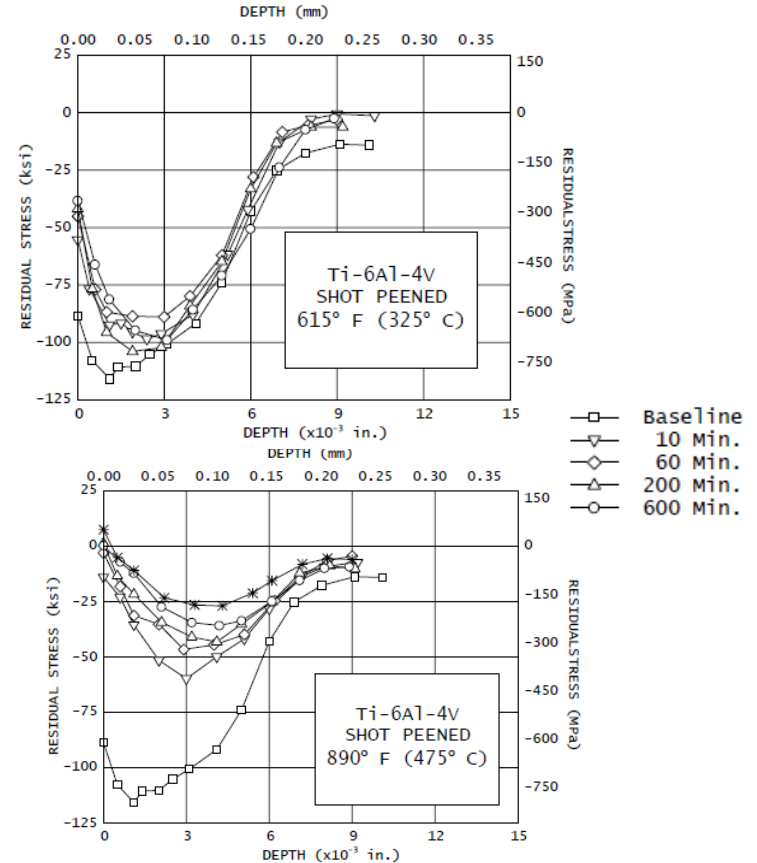 DEPTH (mm)
0.00 0.05 0.10 0.15 0.20 0.25 0.30 0.35
25
0
-25
-50
-75
-100
-125
RESIDUAL STRESS (ksi)
150
0
-150
-300
-450
-600
-750
RESIDUALSTRESS (MPa)
Ti-6Al-4V
SHOT PEENED
615° F (325° C)
0 3 6 9 12 15
DEPTH (x10⁻³ in.)
DEPTH (mm)
0.00 0.05 0.10 0.15 0.20 0.25 0.30 0.35
25
0
-25
-50
-75
-100
-125
RESIDUAL STRESS (ksi)
150
0
-150
-300
-450
-600
-750
RESIDUALSTRESS (MPa)
Ti-6Al-4V
SHOT PEENED
890° F (475° C)
0 3 6 9 12 15
DEPTH (x10⁻³ in.)
Baseline
10 Min.
60 Min.
200 Min.
600 Min.